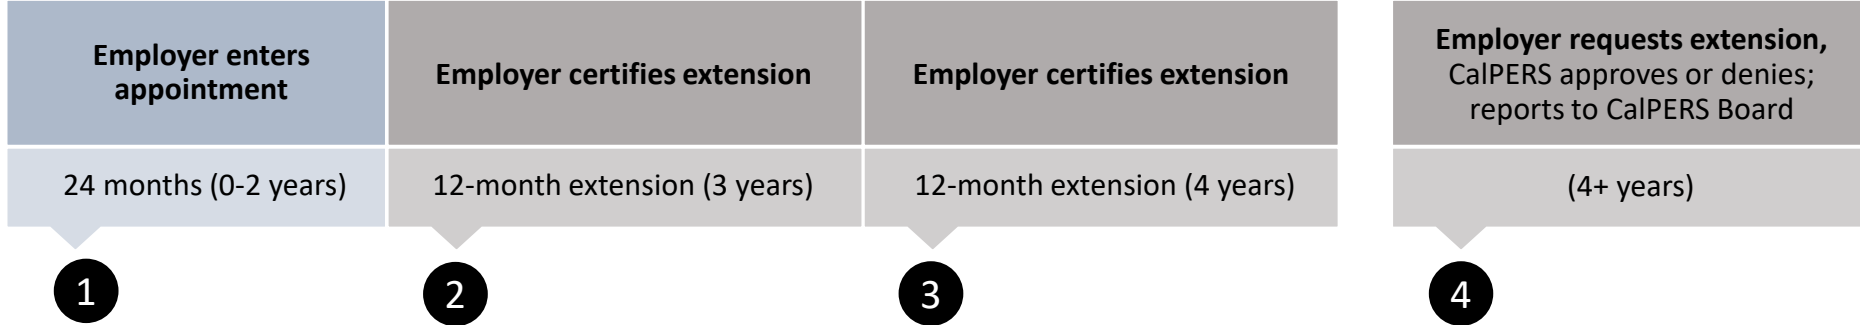 Employer enters
appointment
Employer certifies extension
Employer certifies extension
Employer requests extension,
CalPERS approves or denies;
reports to CalPERS Board
24 months (0-2 years)
12-month extension (3 years)
12-month extension (4 years)
(4+ years)
1
2
3
4